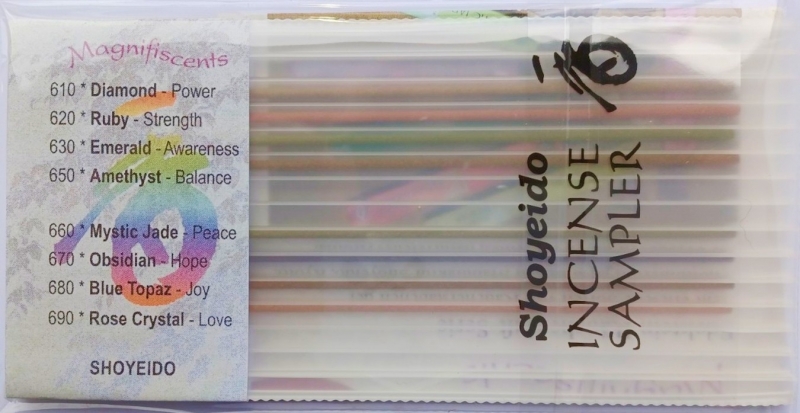 Magnifiscents
610 * Diamond - Power
620 * Ruby - Strength
630 * Emerald - Awareness
650 * Amethyst - Balance
660 * Mystic Jade - Peace
670 * Obsidian - Hope
680 * Blue Topaz - Joy
690 * Rose Crystal - Love
SHOYEIDO
Shoyeido
INCENSE
SAMPLER